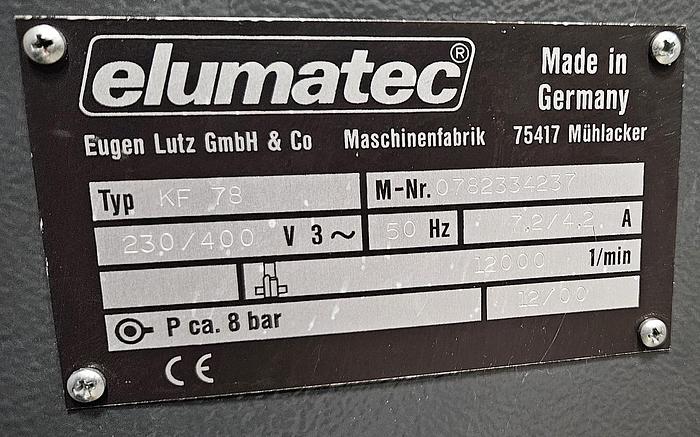 elumatec®
Made in
Germany
Eugen Lutz GmbH & Co Maschinenfabrik 75417 Mühlacker
Typ KF 78 M-Nr. 0782334237
230/400 V 3~ 50 Hz 7.2/4.2 A
12000 1/min
12/00
P ca. 8 bar
CE